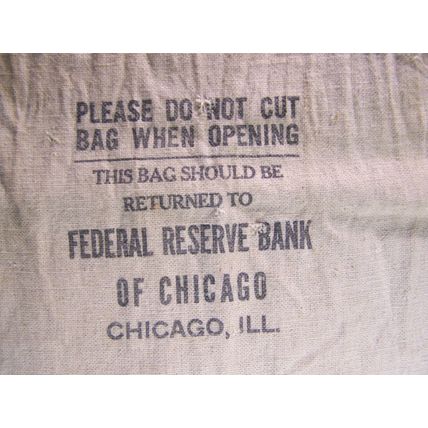 PLEASE DO NOT CUT
BAG WHEN OPENING
THIS BAG SHOULD BE
RETURNED TO
FEDERAL RESERVE BANK
OF CHICAGO
CHICAGO, ILL.